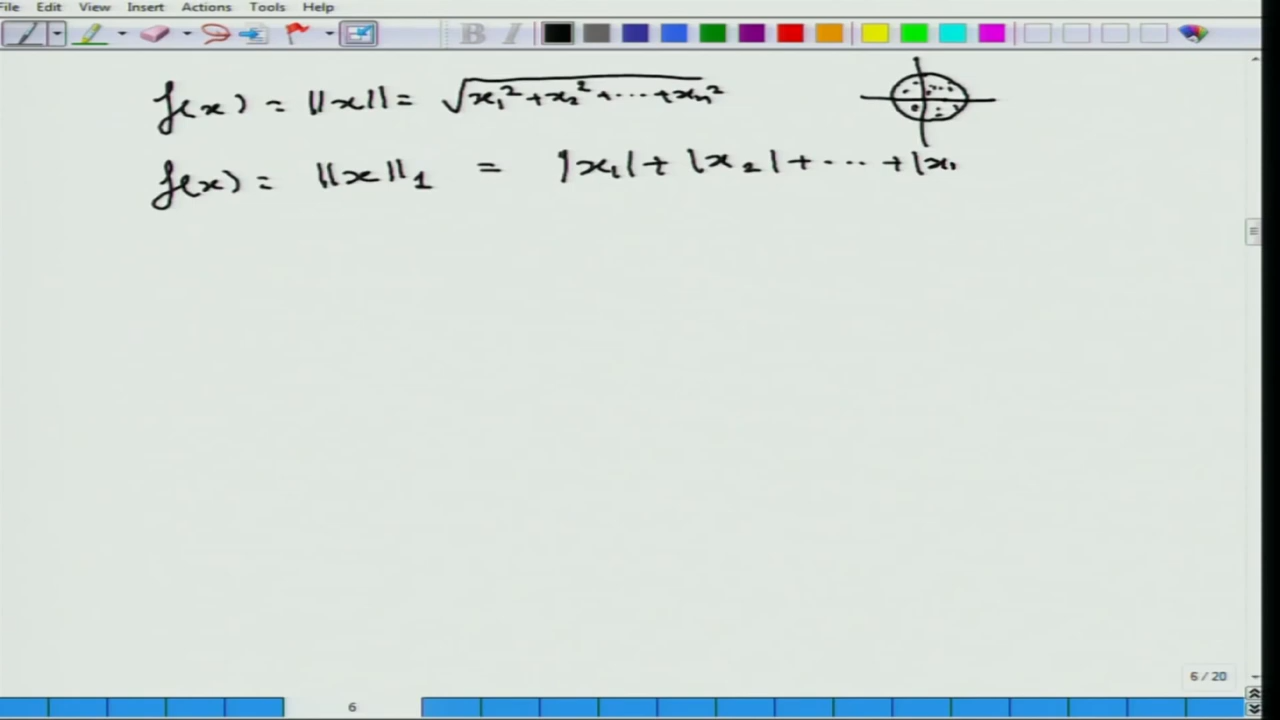 File Edit View Insert Actions Tools Help
B I
f(x) = ||x|| = √x₁² + x₂² + ... + xₙ²
f(x) = ||x||₁ = |x₁| + |x₂| + ... + |x
6 / 20
6